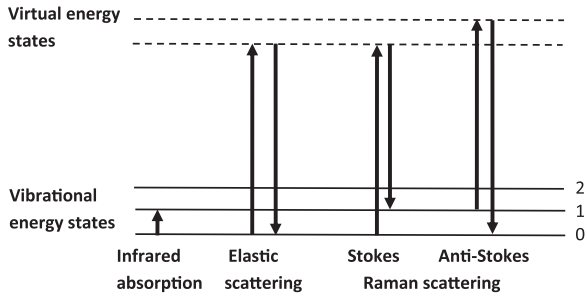 Virtual energy
states
Vibrational
energy states
2
1
0
Infrared
absorption
Elastic
scattering
Stokes
Anti-Stokes
Raman scattering